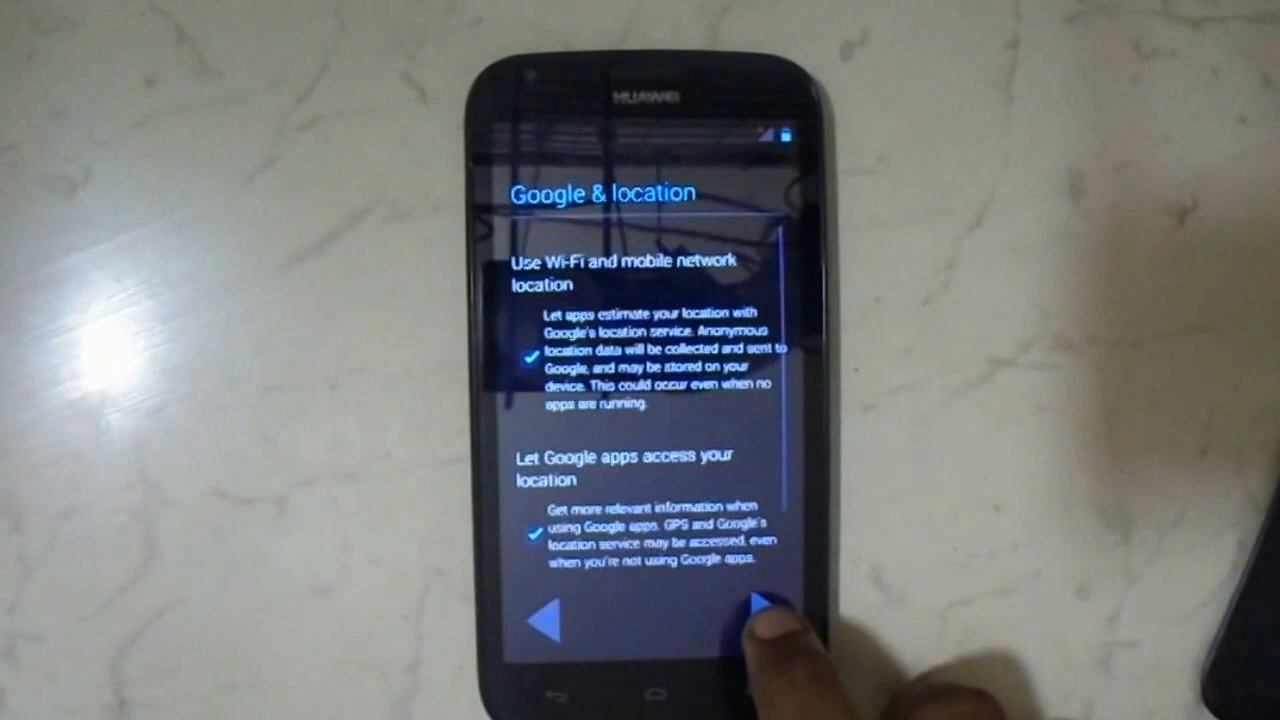 HUAWEI
Google & location
Use Wi-Fi and mobile network
location
Let apps estimate your location with
Google's location service. Anonymous
location data will be collected and sent to
Google, and may be stored on your
device. This could occur even when no
apps are running.
Let Google apps access your
location
Get more relevant information when
using Google apps. GPS and Google's
location service may be accessed, even
when you're not using Google apps.